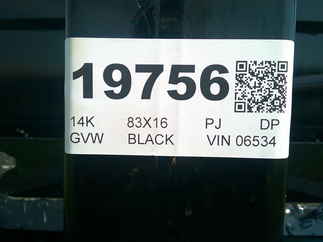 19756
14K 83X16 PJ DP
GVW BLACK VIN 06534